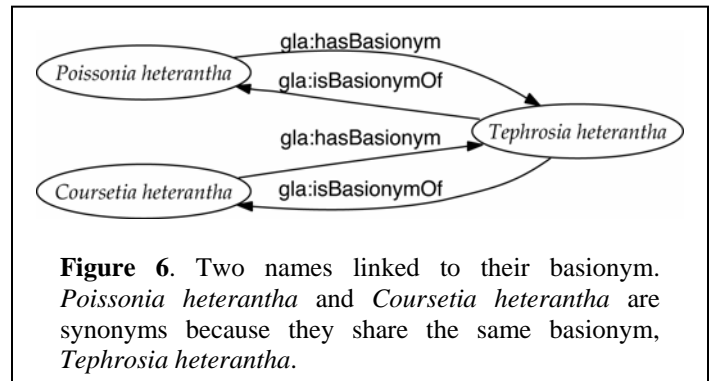 gla:hasBasionym
Poissonia heterantha
gla:isBasionymOf
Tephrosia heterantha
gla:hasBasionym
Coursetia heterantha
gla:isBasionymOf
Figure 6. Two names linked to their basionym.
Poissonia heterantha and Coursetia heterantha are
synonyms because they share the same basionym,
Tephrosia heterantha.